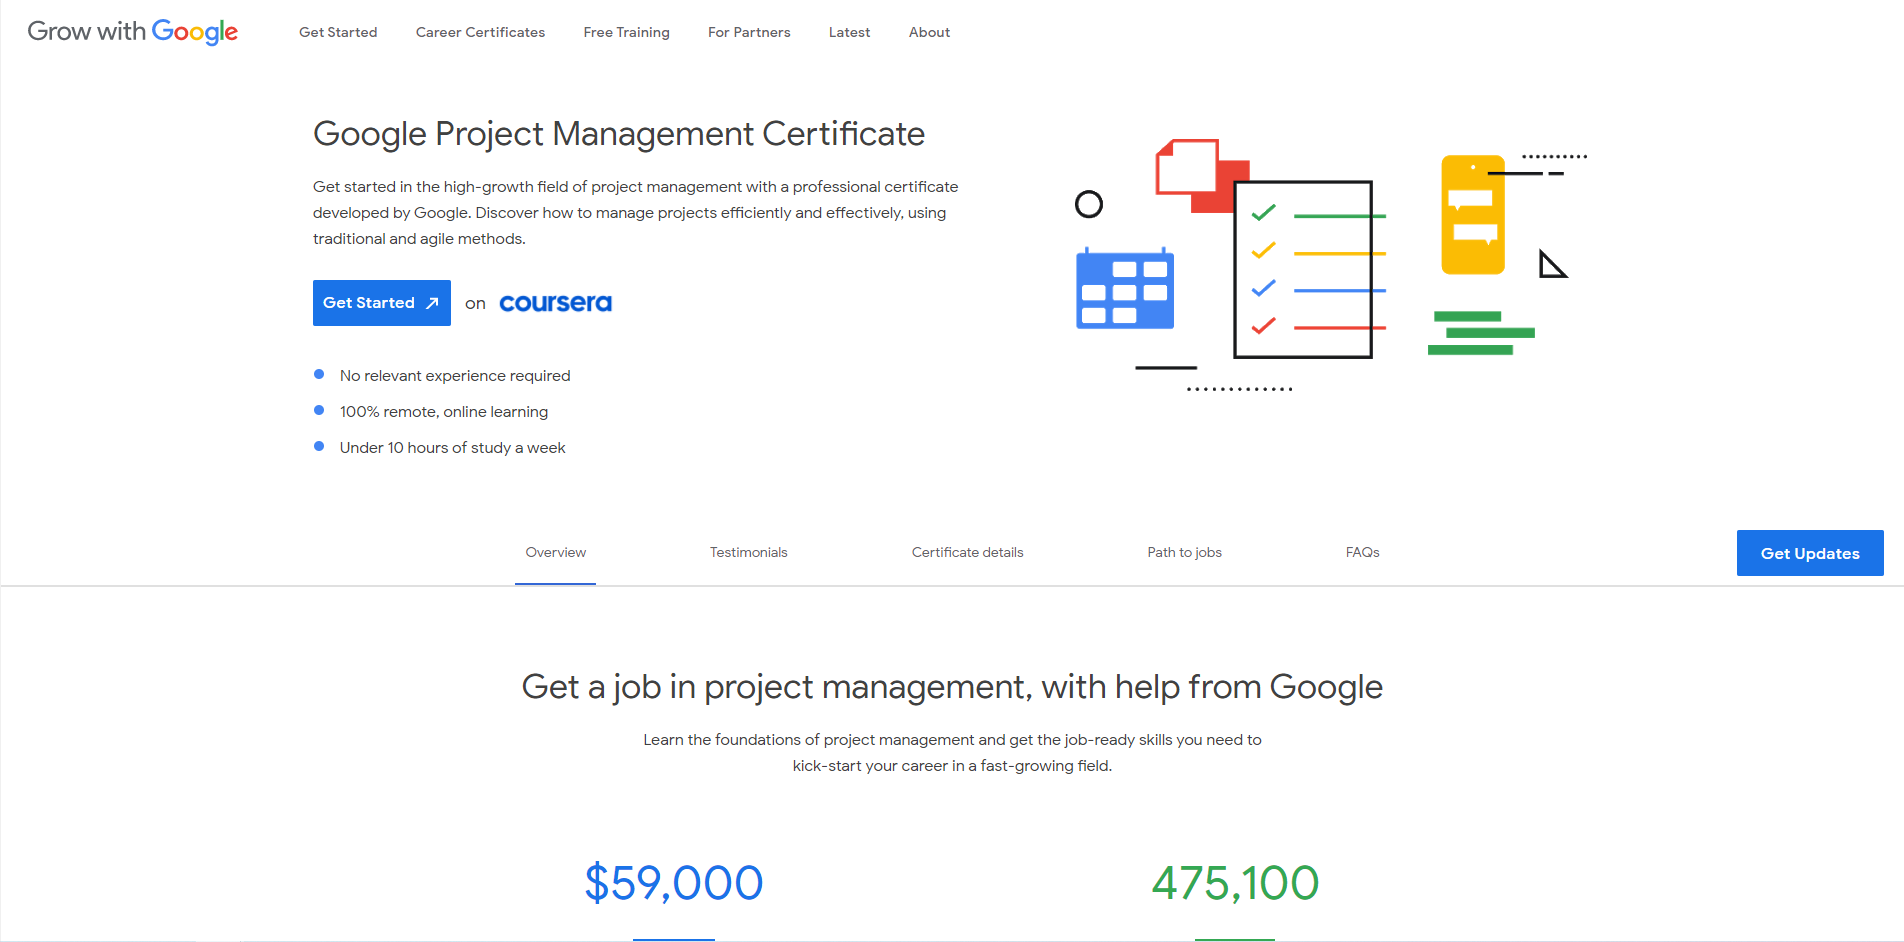 Grow with Google
Get Started
Career Certificates
Free Training
For Partners
Latest
About
Google Project Management Certificate
Get started in the high-growth field of project management with a professional certificate
developed by Google. Discover how to manage projects efficiently and effectively, using
traditional and agile methods.
Get Started on coursera
No relevant experience required
100% remote, online learning
Under 10 hours of study a week
Overview
Testimonials
Certificate details
Path to jobs
FAQs
Get Updates
Get a job in project management, with help from Google
Learn the foundations of project management and get the job-ready skills you need to
kick-start your career in a fast-growing field.
$59,000
475,100